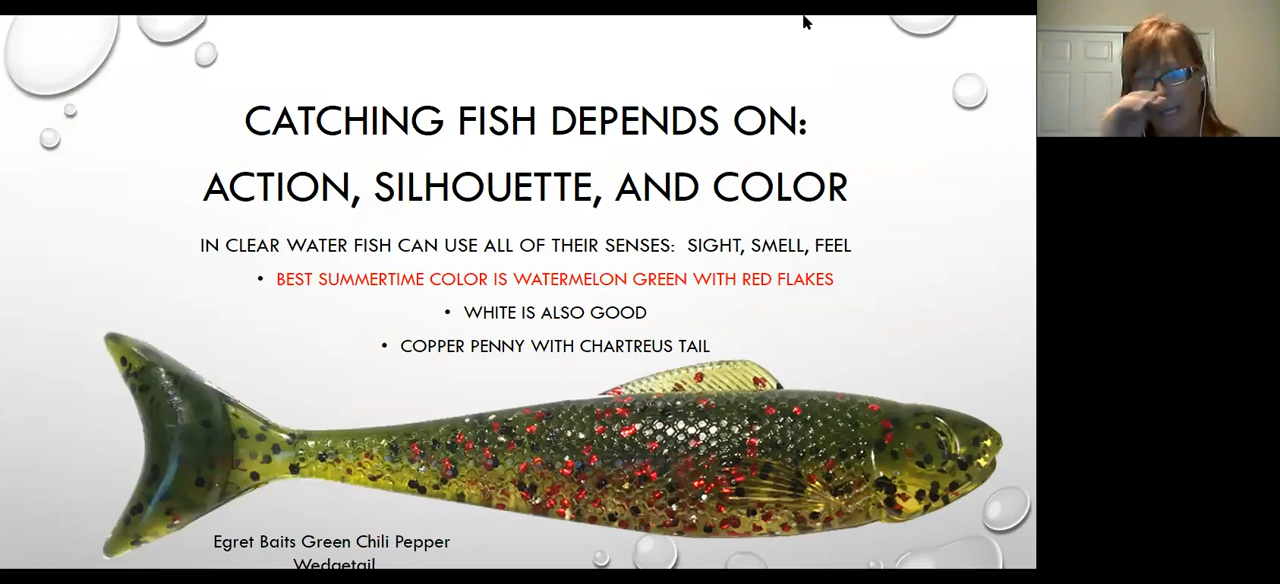 CATCHING FISH DEPENDS ON:
ACTION, SILHOUETTE, AND COLOR
IN CLEAR WATER FISH CAN USE ALL OF THEIR SENSES: SIGHT, SMELL, FEEL
• BEST SUMMERTIME COLOR IS WATERMELON GREEN WITH RED FLAKES
• WHITE IS ALSO GOOD
• COPPER PENNY WITH CHARTREUS TAIL
Egret Baits Green Chili Pepper
Wedgetail